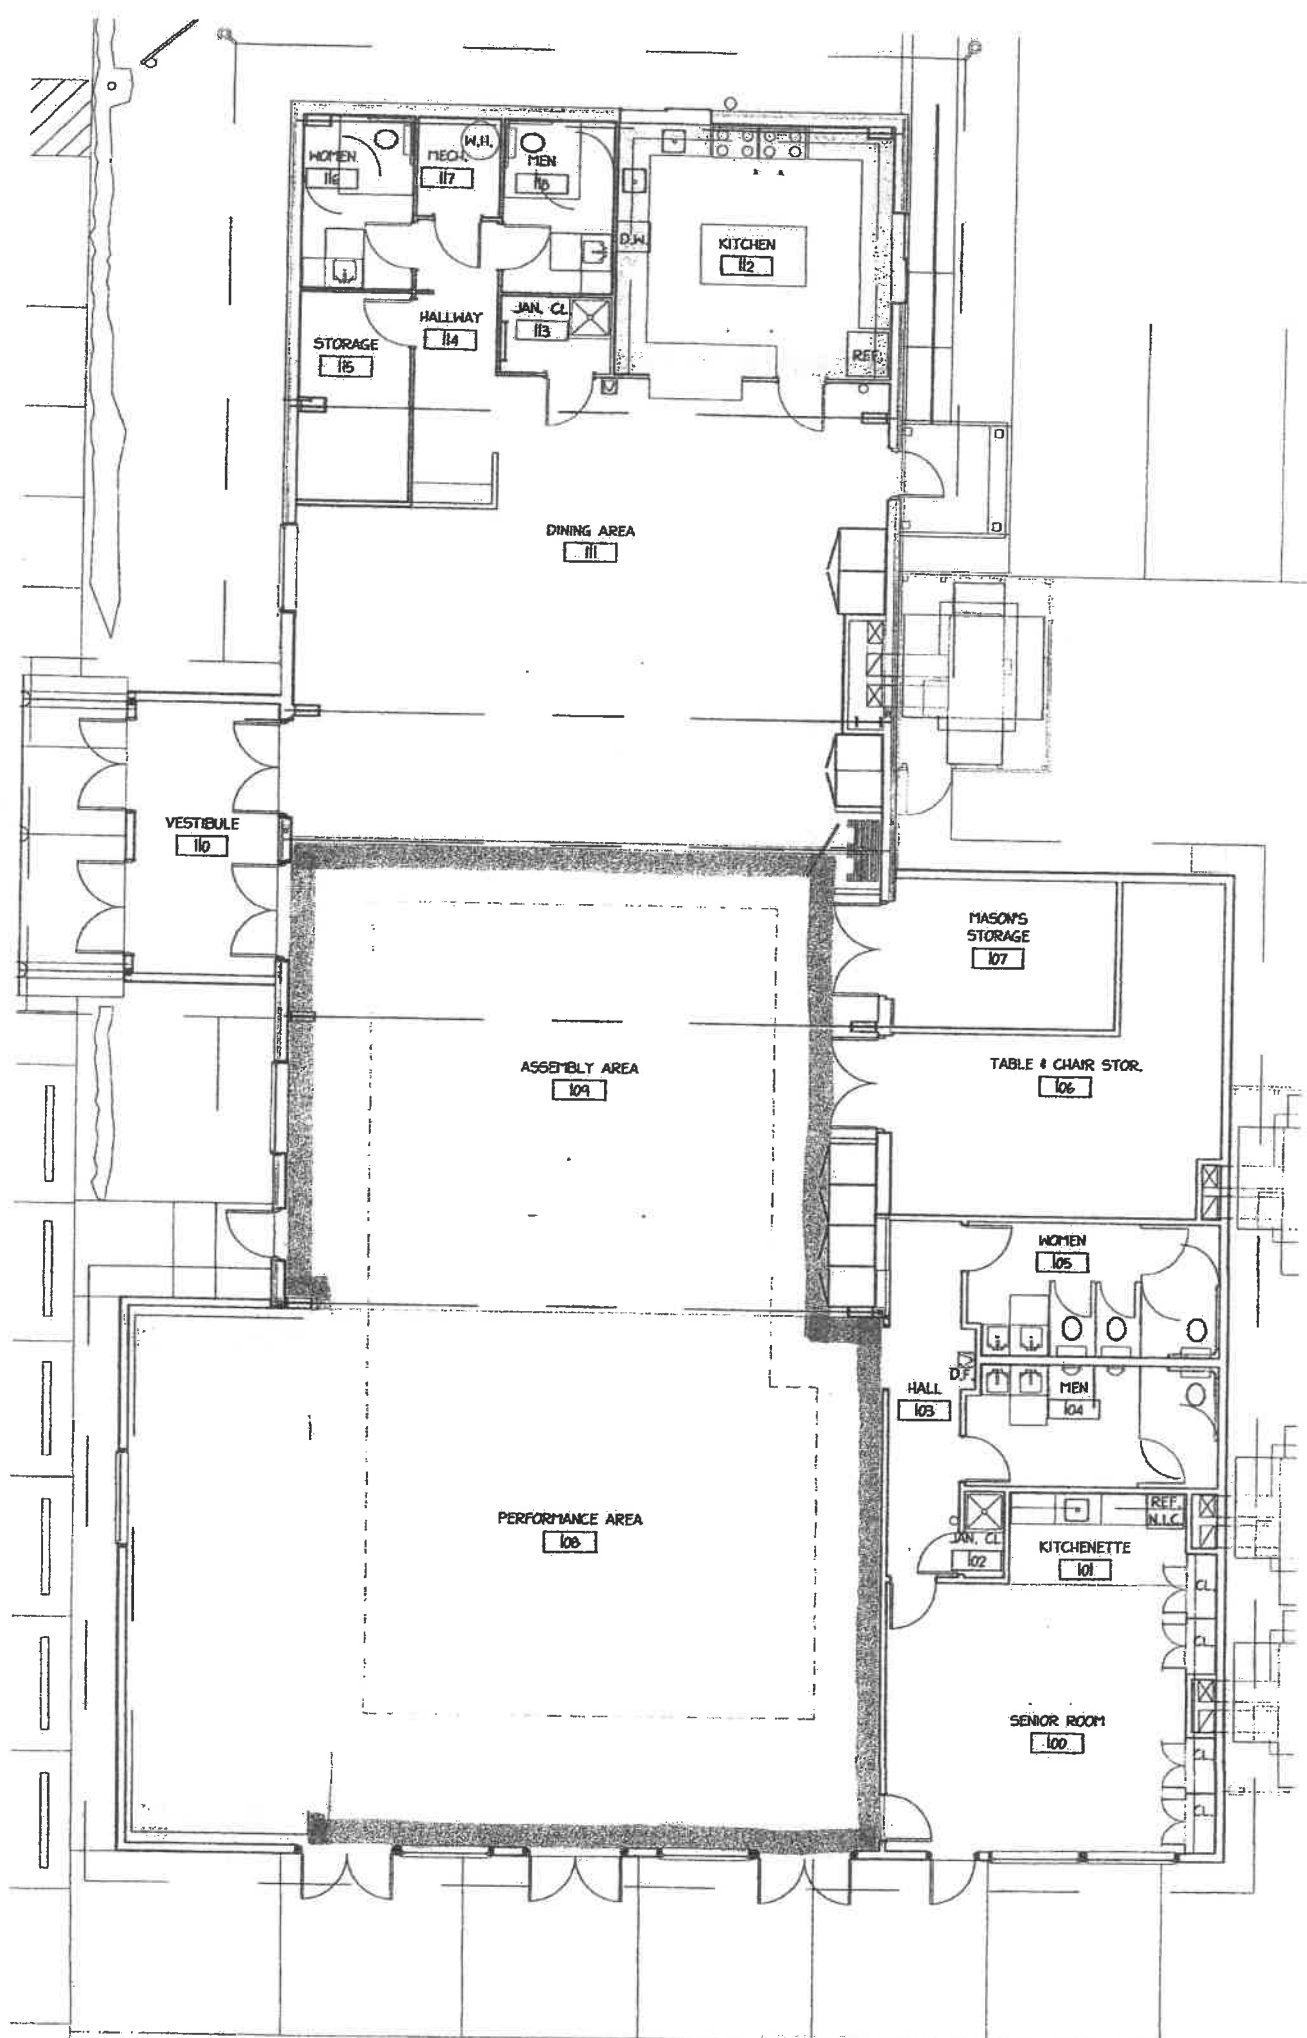 W.H.
WOMEN
116
MECH.
117
MEN
118
D.W.
KITCHEN
112
HALLWAY
114
JAN. CL.
113
STORAGE
115
REF.
DINING AREA
111
VESTIBULE
110
MASON'S
STORAGE
107
ASSEMBLY AREA
109
TABLE & CHAIR STOR.
106
WOMEN
105
D.F.
HALL
103
MEN
104
PERFORMANCE AREA
108
REF.
N.I.C.
JAN. CL.
102
KITCHENETTE
101
CL.
CL
SENIOR ROOM
100
CL
CL